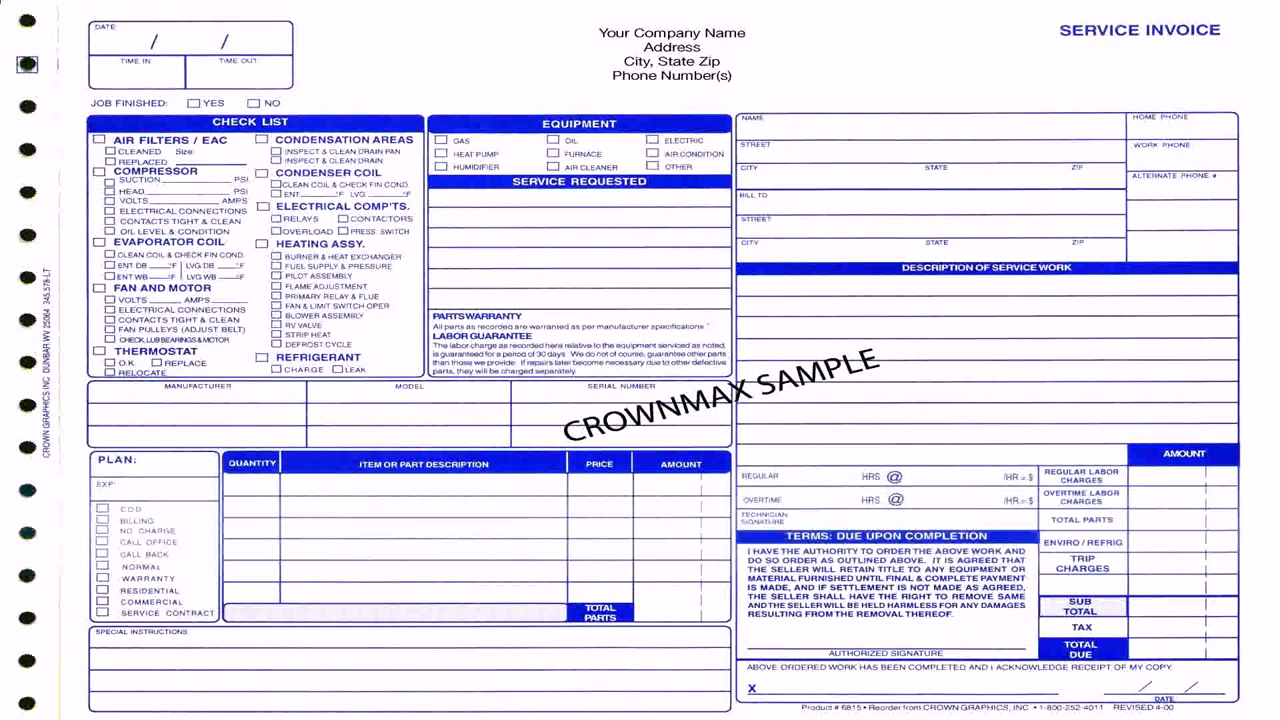 DATE:
/ /
TIME IN TIME OUT
JOB FINISHED: YES NO
Your Company Name
Address
City, State Zip
Phone Number(s)
SERVICE INVOICE
CHECK LIST
AIR FILTERS / EAC
CLEANED Size:
REPLACED
COMPRESSOR
SUCTION PSI
HEAD PSI
VOLTS AMPS
ELECTRICAL CONNECTIONS
CONTACTS TIGHT & CLEAN
OIL LEVEL & CONDITION
EVAPORATOR COIL
CLEAN COIL & CHECK FIN COND.
ENT DB °F LVG DB °F
ENT WB °F LVG WB °F
FAN AND MOTOR
VOLTS AMPS
ELECTRICAL CONNECTIONS
CONTACTS TIGHT & CLEAN
FAN PULLEYS (ADJUST BELT)
CHECK, LUB BEARINGS & MOTOR
THERMOSTAT
O.K. REPLACE
RELOCATE
CONDENSATION AREAS
INSPECT & CLEAN DRAIN PAN
INSPECT & CLEAN DRAIN
CONDENSER COIL
CLEAN COIL & CHECK FIN COND.
ENT. °F LVG °F
ELECTRICAL COMP'TS.
RELAYS CONTACTORS
OVERLOAD PRESS. SWITCH
HEATING ASSY.
BURNER & HEAT EXCHANGER
FUEL SUPPLY & PRESSURE
PILOT ASSEMBLY
FLAME ADJUSTMENT
PRIMARY RELAY & FLUE
FAN & LIMIT SWITCH OPER
BLOWER ASSEMBLY
RV VALVE
STRIP HEAT
DEFROST CYCLE
REFRIGERANT
CHARGE LEAK
EQUIPMENT
GAS OIL ELECTRIC
HEAT PUMP FURNACE AIR CONDITION
HUMIDIFIER AIR CLEANER OTHER
SERVICE REQUESTED
PARTS WARRANTY
All parts as recorded are warranted as per manufacturer specifications
LABOR GUARANTEE
The labor charge as recorded here relative to the equipment serviced as noted,
is guaranteed for a period of 30 days. We do not of course, guarantee other parts
than those we provide. If repairs later become necessary due to other defective
parts, they will be charged separately.
NAME HOME PHONE
STREET WORK PHONE
CITY STATE ZIP
ALTERNATE PHONE #
BILL TO
STREET
CITY STATE ZIP
DESCRIPTION OF SERVICE WORK
MANUFACTURER MODEL SERIAL NUMBER
CROWNMAX SAMPLE
PLAN:
EXP:
COD
BILLING
NO CHARGE
CALL OFFICE
CALL BACK
NORMAL
WARRANTY
RESIDENTIAL
COMMERCIAL
SERVICE CONTRACT
QUANTITY ITEM OR PART DESCRIPTION PRICE AMOUNT
TOTAL
PARTS
SPECIAL INSTRUCTIONS
AMOUNT
REGULAR HRS @ /HR = $ REGULAR LABOR
CHARGES
OVERTIME HRS @ /HR = $ OVERTIME LABOR
CHARGES
TECHNICIAN
SIGNATURE
TOTAL PARTS
ENVIRO / REFRIG
TRIP
CHARGES
SUB
TOTAL
TAX
TOTAL
DUE
TERMS: DUE UPON COMPLETION
I HAVE THE AUTHORITY TO ORDER THE ABOVE WORK AND
DO SO ORDER AS OUTLINED ABOVE. IT IS AGREED THAT
THE SELLER WILL RETAIN TITLE TO ANY EQUIPMENT OR
MATERIAL FURNISHED UNTIL FINAL & COMPLETE PAYMENT
IS MADE, AND IF SETTLEMENT IS NOT MADE AS AGREED,
THE SELLER SHALL HAVE THE RIGHT TO REMOVE SAME
AND THE SELLER WILL BE HELD HARMLESS FOR ANY DAMAGES
RESULTING FROM THE REMOVAL THEREOF.
AUTHORIZED SIGNATURE
ABOVE ORDERED WORK HAS BEEN COMPLETED AND I ACKNOWLEDGE RECEIPT OF MY COPY.
X / /
DATE
Product # 6815 • Reorder from CROWN GRAPHICS, INC. • 1-800-252-4011 REVISED 4-00
CROWN GRAPHICS INC. DUNBAR WV 25064 345.578-LT